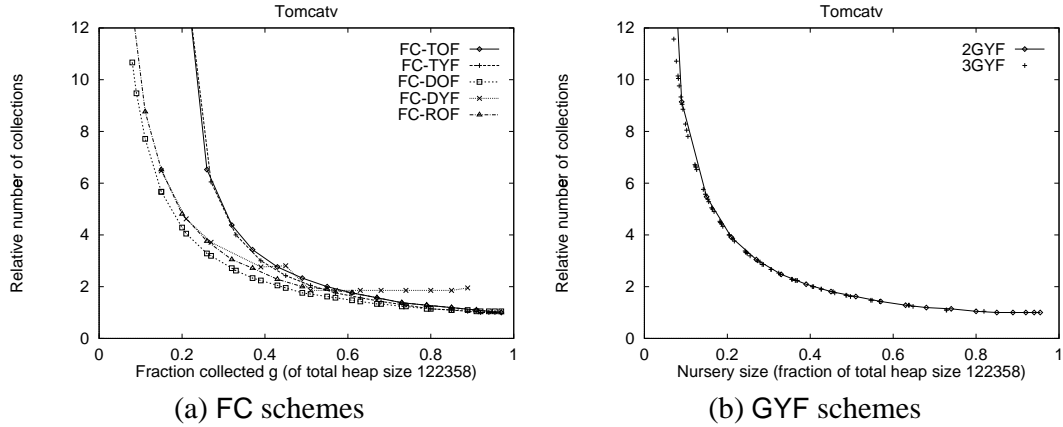 Tomcatv
12
10
8
6
4
2
0
Relative number of collections
FC-TOF
FC-TYF
FC-DOF
FC-DYF
FC-ROF
0 0.2 0.4 0.6 0.8 1
Fraction collected g (of total heap size 122358)
(a) FC schemes
Tomcatv
12
10
8
6
4
2
0
Relative number of collections
2GYF
3GYF
0 0.2 0.4 0.6 0.8 1
Nursery size (fraction of total heap size 122358)
(b) GYF schemes